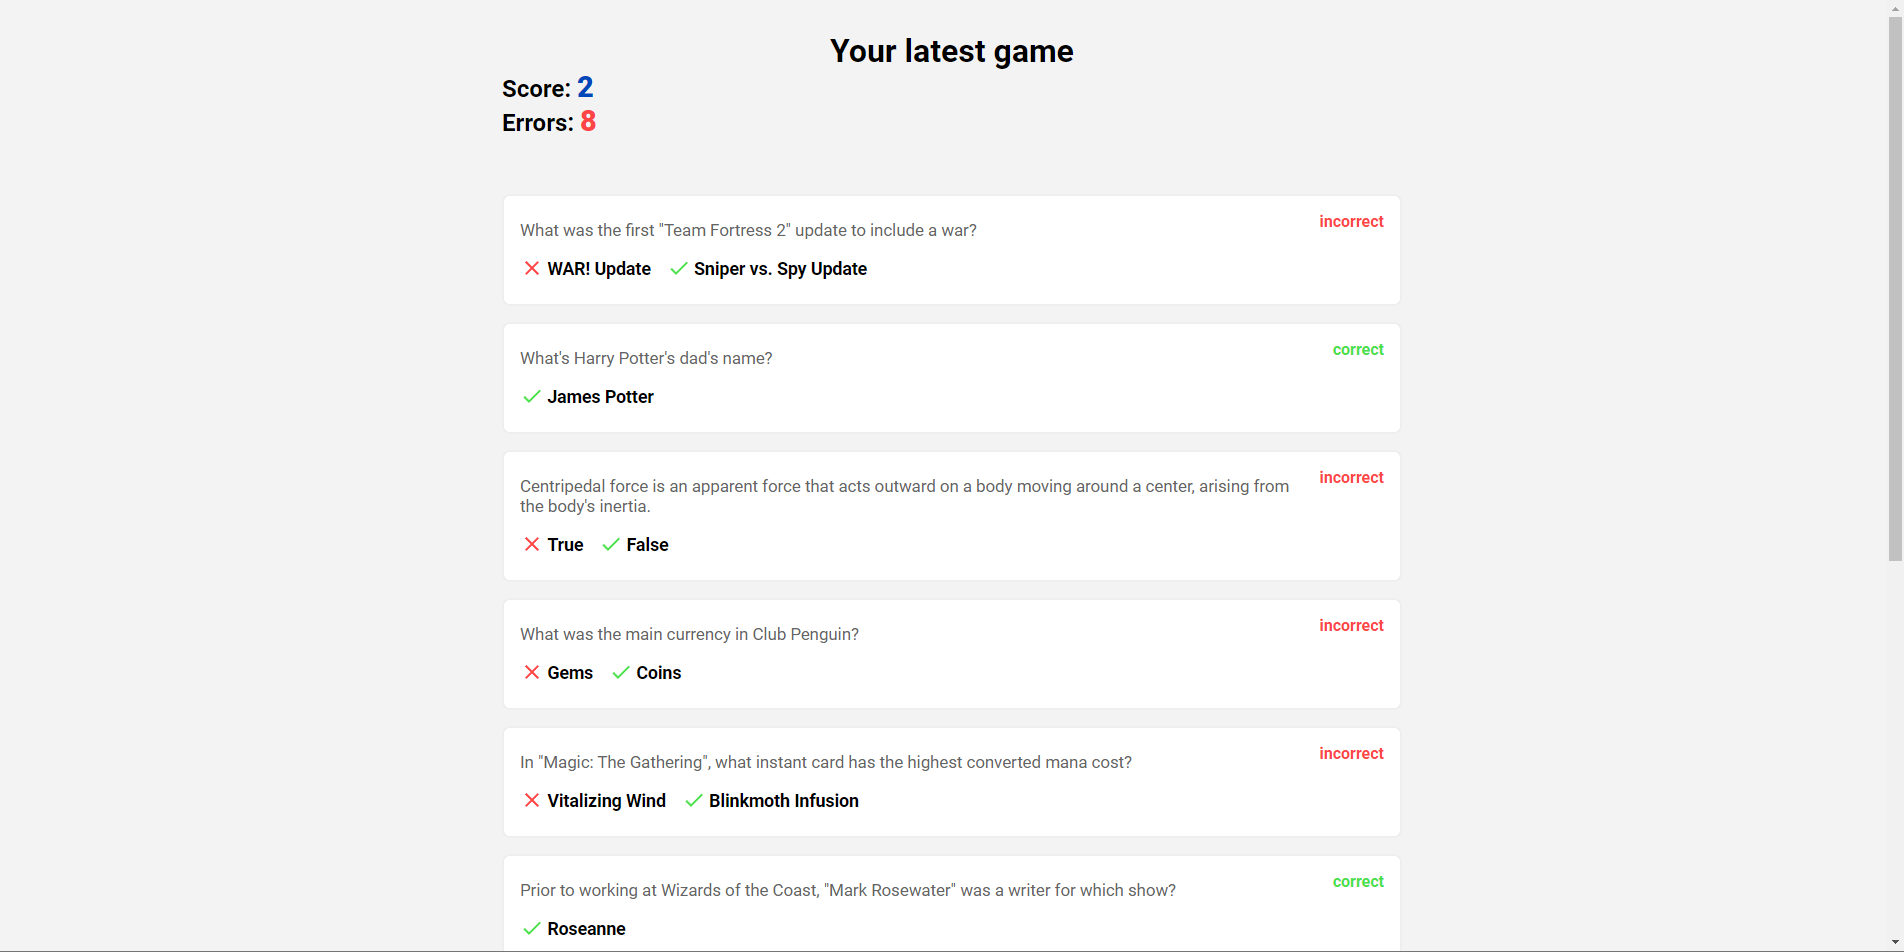 Your latest game
Score: 2
Errors: 8
What was the first "Team Fortress 2" update to include a war?
incorrect
WAR! Update Sniper vs. Spy Update
What's Harry Potter's dad's name?
correct
James Potter
Centripedal force is an apparent force that acts outward on a body moving around a center, arising from
the body's inertia.
incorrect
True False
What was the main currency in Club Penguin?
incorrect
Gems Coins
In "Magic: The Gathering", what instant card has the highest converted mana cost?
incorrect
Vitalizing Wind Blinkmoth Infusion
Prior to working at Wizards of the Coast, "Mark Rosewater" was a writer for which show?
correct
Roseanne